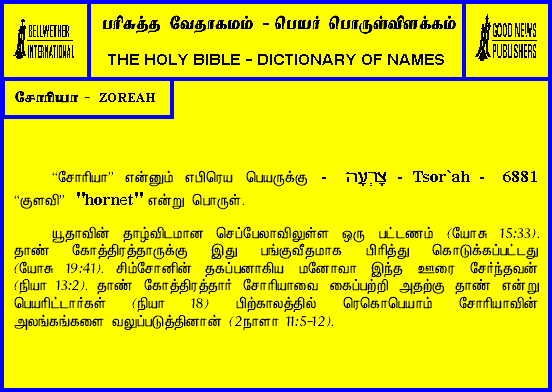 BELLWETHER
INTERNATIONAL
பரிசுத்த வேதாகமம் - பெயர் பொருள்விளக்கம்
THE HOLY BIBLE - DICTIONARY OF NAMES
GOOD NEWS
PUBLISHERS
சோரியா - ZOREAH
“சோரியா” என்னும் எபிரெய பெயருக்கு - צָרְעָה - Tsor`ah - 6881
“குளவி” "hornet" என்று பொருள்.
யூதாவின் தாழ்விடமான செப்பேலாவிலுள்ள ஒரு பட்டணம் (யோசு 15:33).
தாண் கோத்திரத்தாருக்கு இது பங்குவீதமாக பிரித்து கொடுக்கப்பட்டது
(யோசு 19:41). சிம்சோனின் தகப்பனாகிய மனோவா இந்த ஊரை சேர்ந்தவன்
(நியா 13:2). தாண் கோத்திரத்தார் சோரியாவை கைப்பற்றி அதற்கு தாண் என்று
பெயரிட்டார்கள் (நியா 18) பிற்காலத்தில் ரெகொபெயாம் சோரியாவின்
அலங்கங்களை வலுப்படுத்தினான் (2நாளா 11:5-12).